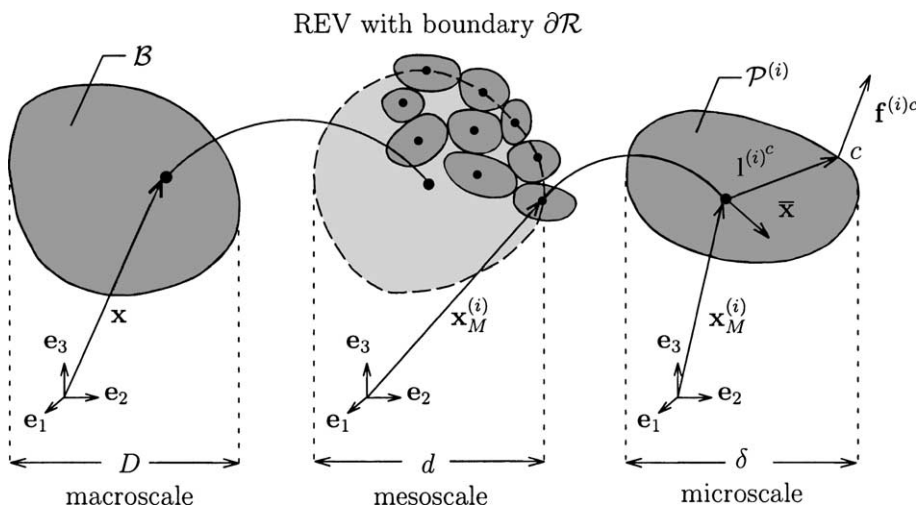 REV with boundary ∂ℛ
ℬ
𝒫⁽ⁱ⁾
f⁽ⁱ⁾ᶜ
c
l⁽ⁱ⁾ᶜ
x̄
x
x_M⁽ⁱ⁾
x_M⁽ⁱ⁾
e₃
e₂
e₁
e₃
e₂
e₁
e₃
e₂
e₁
D
d
δ
macroscale
mesoscale
microscale